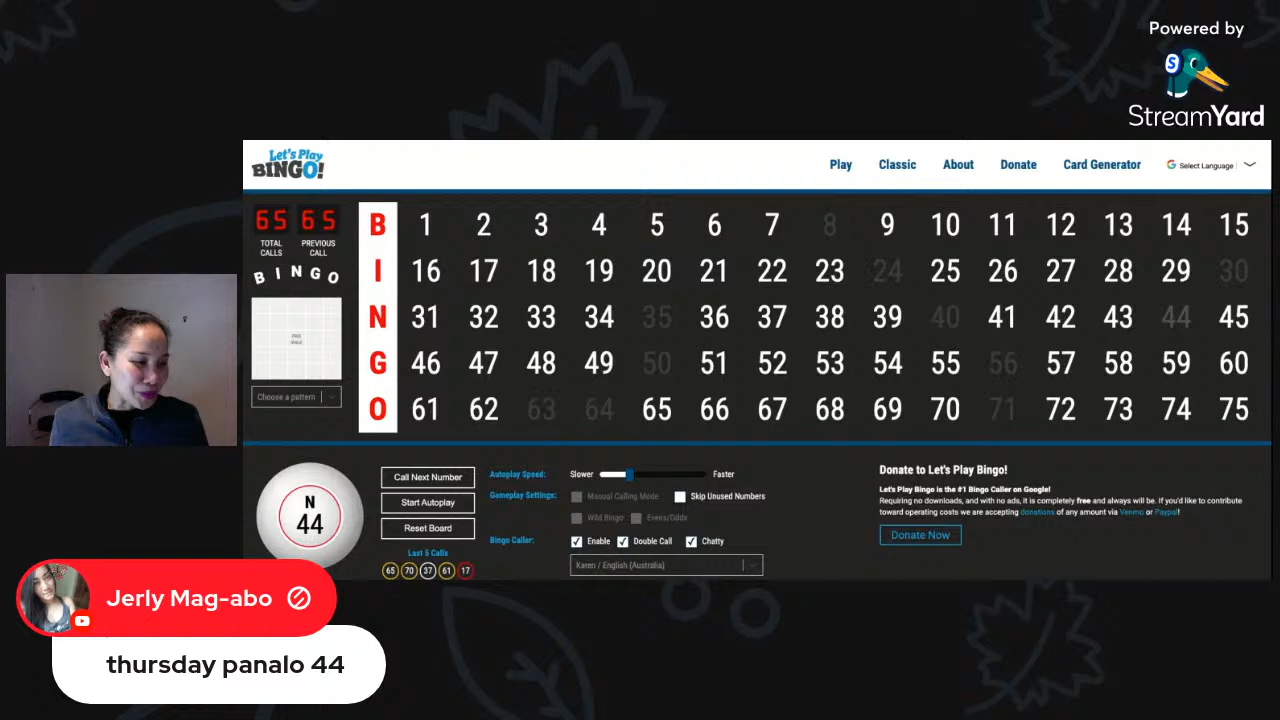 Powered by
S
StreamYard
Let's Play
BINGO!
Play Classic About Donate Card Generator G Select Language
65 65
TOTAL CALLS PREVIOUS CALL
BINGO
FREE SPACE
Choose a pattern
B 1 2 3 4 5 6 7 8 9 10 11 12 13 14 15
I 16 17 18 19 20 21 22 23 24 25 26 27 28 29 30
N 31 32 33 34 35 36 37 38 39 40 41 42 43 44 45
G 46 47 48 49 50 51 52 53 54 55 56 57 58 59 60
O 61 62 63 64 65 66 67 68 69 70 71 72 73 74 75
N
44
Call Next Number
Start Autoplay
Reset Board
Last 5 Calls
65 70 37 61 17
Autoplay Speed: Slower Faster
Gameplay Settings: Manual Calling Mode Skip Unused Numbers
Wild Bingo Evens/Odds
Bingo Caller: Enable Double Call Chatty
Karen / English (Australia)
Donate to Let's Play Bingo!
Let's Play Bingo is the #1 Bingo Caller on Google!
Requiring no downloads, and with no ads, it is completely free and always will be. If you'd like to contribute
toward operating costs we are accepting donations of any amount via Venmo or Paypal!
Donate Now
Jerly Mag-abo
thursday panalo 44